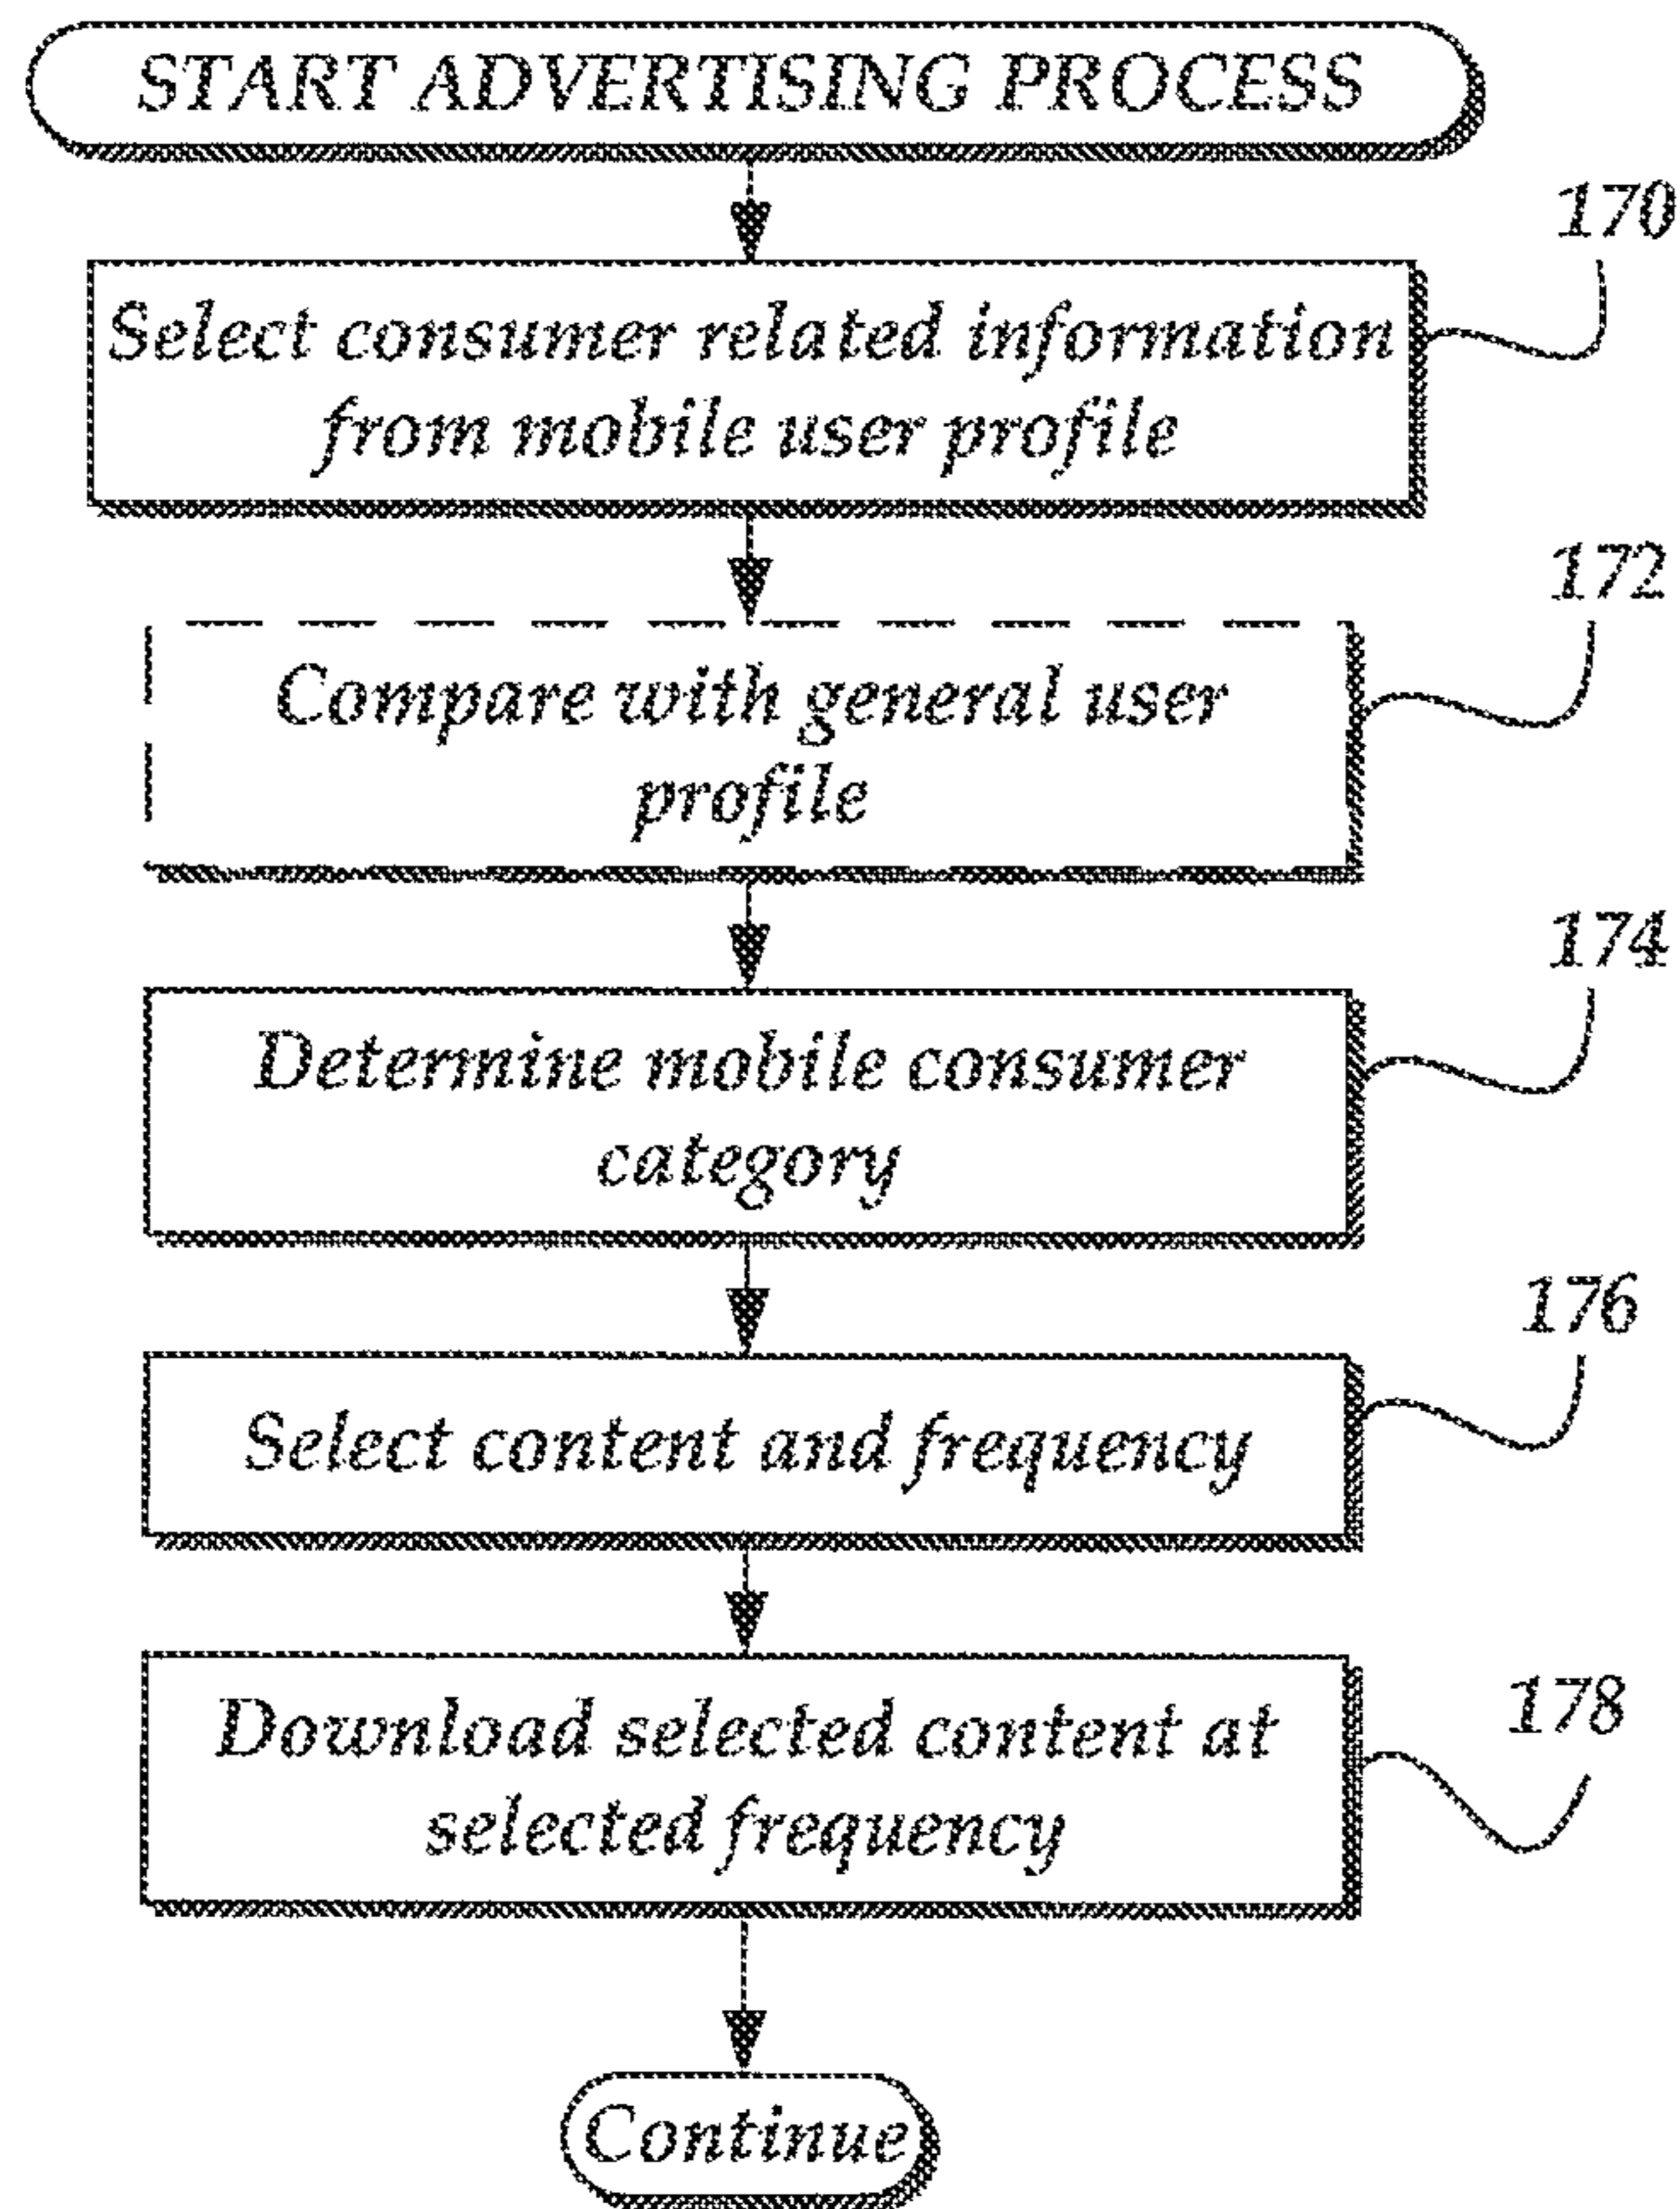 START ADVERTISING PROCESS
170
Select consumer related information
from mobile user profile
172
Compare with general user
profile
174
Determine mobile consumer
category
176
Select content and frequency
178
Download selected content at
selected frequency
Continue